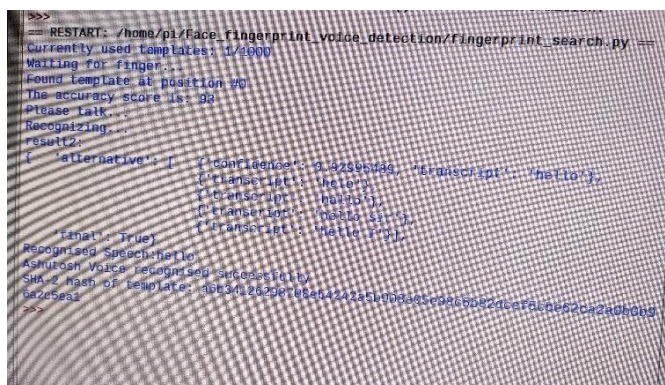 >>>
== RESTART: /home/pi/Face_fingerprint_voice_detection/fingerprint_search.py ==
Currently used templates: 1/1000
Waiting for finger...
Found template at position #0
The accuracy score is: 93
Please talk...
Recognizing...
result2:
{   'alternative': [   {'confidence': 'transcript': 'hello'},
{'transcript': 'helo'},
{'transcript': 'hallo'},
{'transcript': 'hello sir'},
{'transcript': 'hello f'}],
'final': True}
Recognised Speech:hello
Ashutosh Voice recognised successfully
SHA-2 hash of template:
>>>